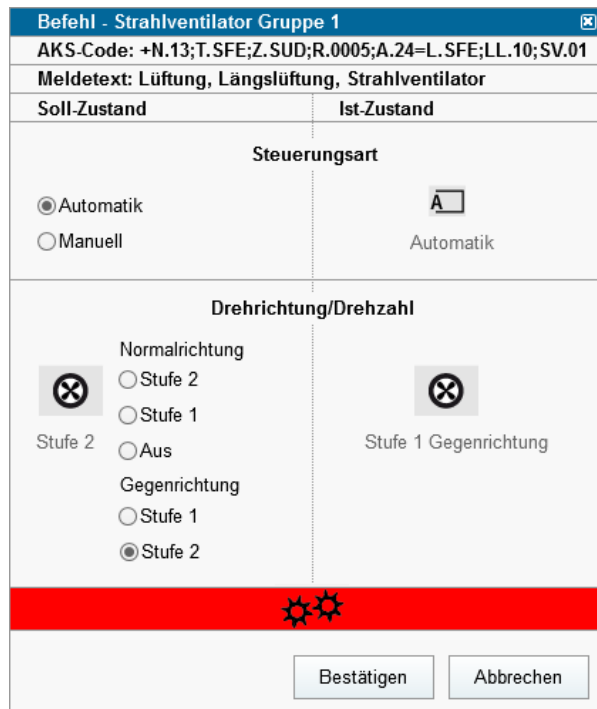 Befehl - Strahlventilator Gruppe 1
AKS-Code: +N.13;T.SFE;Z.SUD;R.0005;A.24=L.SFE;LL.10;SV.01
Meldetext: Lüftung, Längslüftung, Strahlventilator
Soll-Zustand Ist-Zustand
Steuerungsart
Automatik
Manuell
A
Automatik
Drehrichtung/Drehzahl
Normalrichtung
Stufe 2
Stufe 1
Aus
Gegenrichtung
Stufe 1
Stufe 2
Stufe 2
Stufe 1 Gegenrichtung
Bestätigen Abbrechen